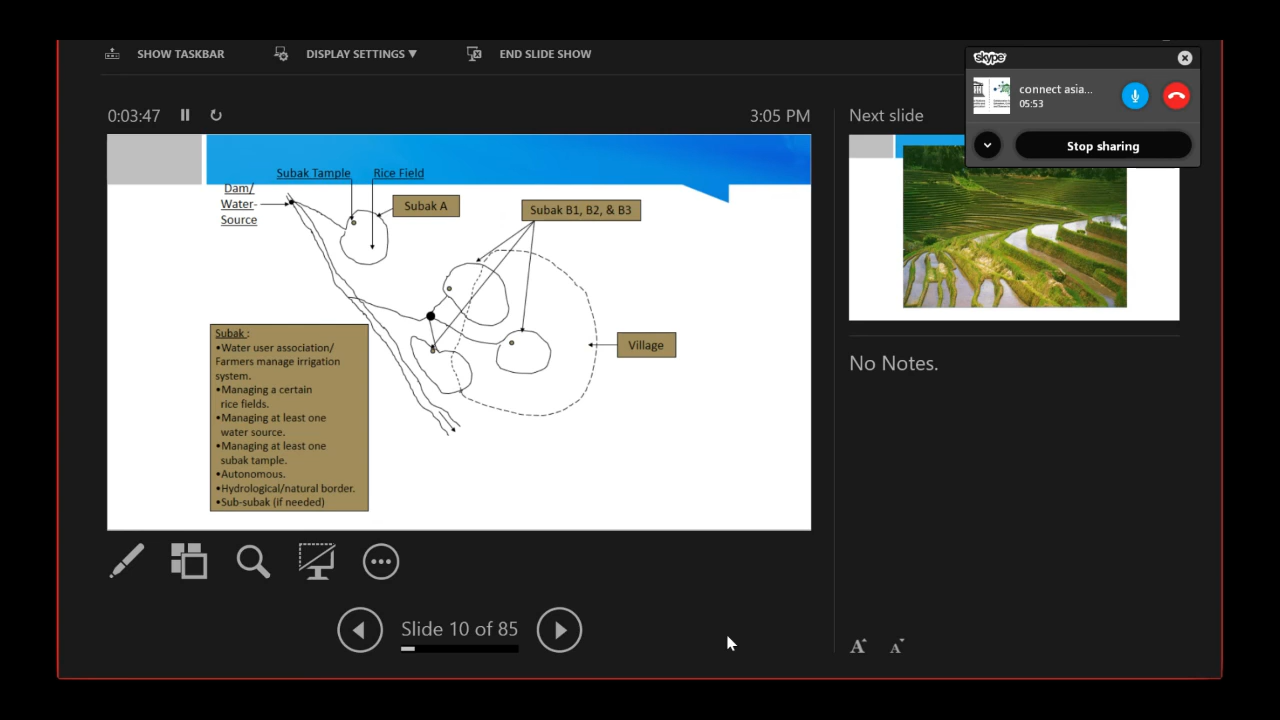 SHOW TASKBAR
DISPLAY SETTINGS ▼
END SLIDE SHOW
skype
connect asia...
05:53
Stop sharing
0:03:47
3:05 PM
Next slide
Subak Tample
Rice Field
Dam/
Water-
Source
Subak A
Subak B1, B2, & B3
Village
Subak :
•Water user association/
Farmers manage irrigation
system.
•Managing a certain
rice fields.
•Managing at least one
water source.
•Managing at least one
subak tample.
•Autonomous.
•Hydrological/natural border.
•Sub-subak (if needed)
No Notes.
Slide 10 of 85
A A